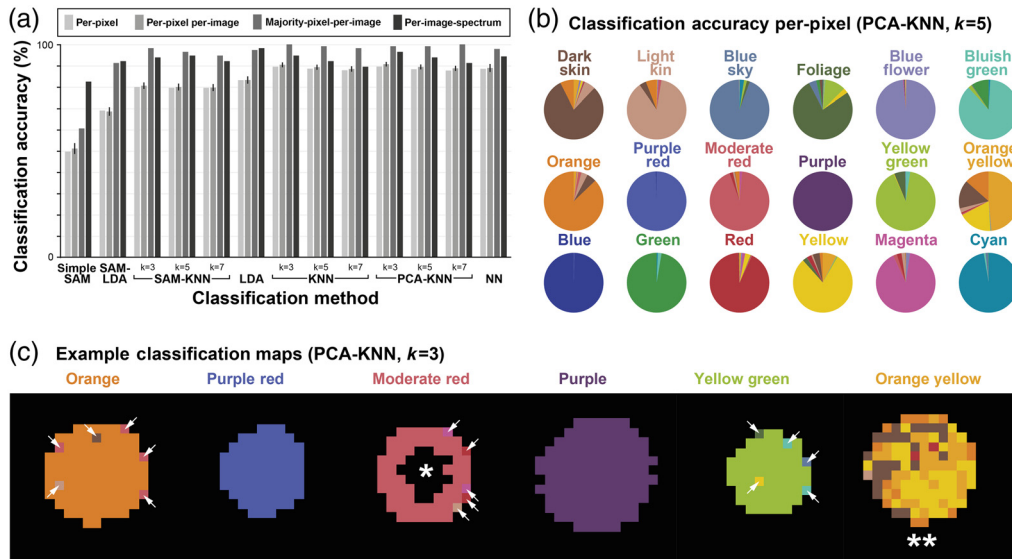 (a)
Per-pixel Per-pixel per-image Majority-pixel-per-image Per-image-spectrum
Classification accuracy (%)
100
100
0
0
Simple SAM
SAM-LDA
k=3 k=5 k=7
SAM-KNN
LDA
k=3 k=5 k=7
KNN
k=3 k=5 k=7
PCA-KNN
NN
Classification method
(b) Classification accuracy per-pixel (PCA-KNN, k=5)
Dark skin
Light kin
Blue sky
Foliage
Blue flower
Bluish green
Orange
Purple red
Moderate red
Purple
Yellow green
Orange yellow
Blue
Green
Red
Yellow
Magenta
Cyan
(c) Example classification maps (PCA-KNN, k=3)
Orange Purple red Moderate red Purple Yellow green Orange yellow
*
**